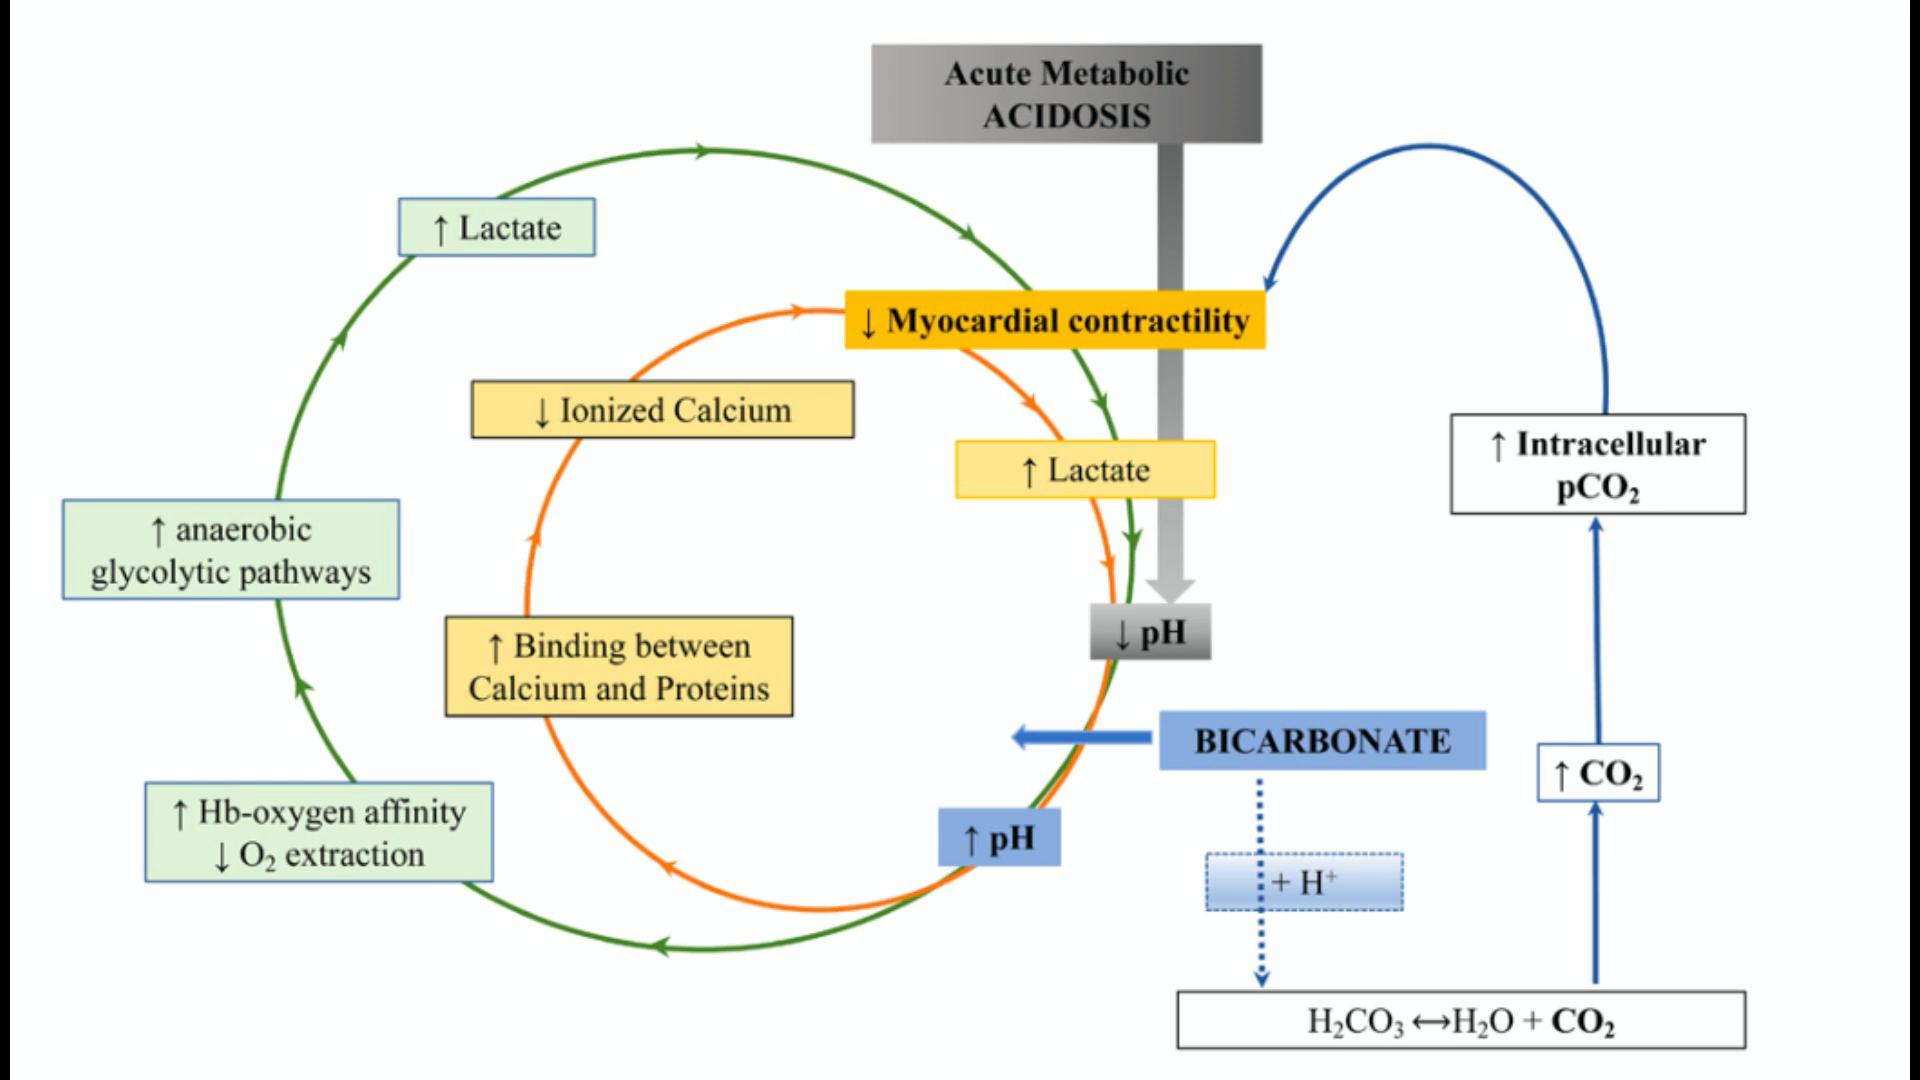 Acute Metabolic
ACIDOSIS
↑ Lactate
↓ Myocardial contractility
↓ Ionized Calcium
↑ Lactate
↑ Intracellular
pCO₂
↑ anaerobic
glycolytic pathways
↓ pH
↑ Binding between
Calcium and Proteins
BICARBONATE
↑ CO₂
↑ Hb-oxygen affinity
↓ O₂ extraction
↑ pH
+ H⁺
H₂CO₃ ↔ H₂O + CO₂